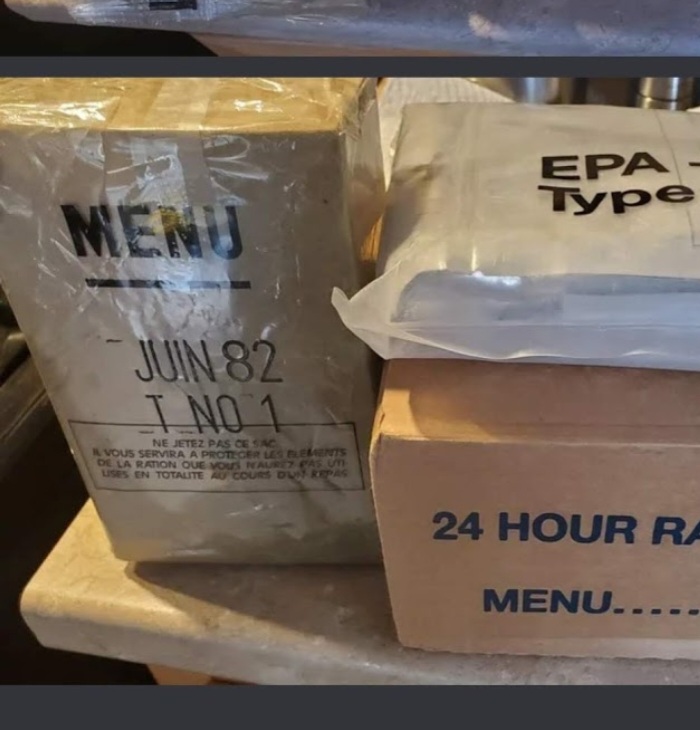 MENU
JUIN 82
T NO 1
NE JETEZ PAS CE SAC
IL VOUS SERVIRA A PROTEGER LES ELEMENTS
DE LA RATION QUE VOUS N'AUREZ PAS UTI
LISES EN TOTALITE AU COURS D'UN REPAS
EPA -
Type
24 HOUR RA
MENU.....